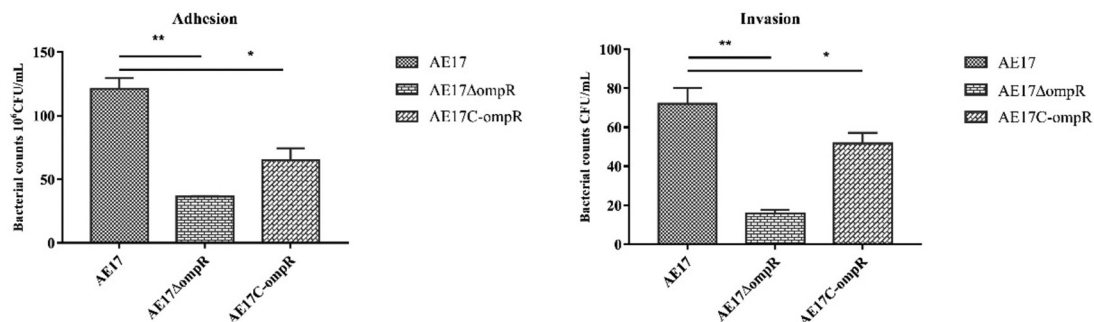 Adhesion
Bacterial counts 10⁶CFU/mL
150
100
50
0
**
*
AE17
AE17ΔompR
AE17C-ompR
AE17
AE17ΔompR
AE17C-ompR
Invasion
Bacterial counts CFU/mL
100
80
60
40
20
0
**
*
AE17
AE17ΔompR
AE17C-ompR
AE17
AE17ΔompR
AE17C-ompR